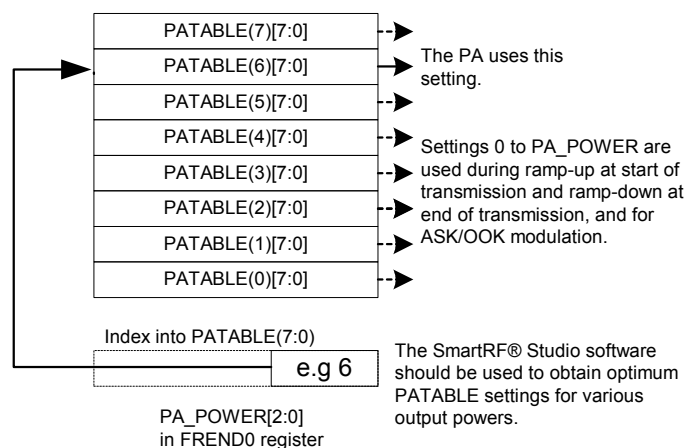 PATABLE(7)[7:0]
PATABLE(6)[7:0]
PATABLE(5)[7:0]
PATABLE(4)[7:0]
PATABLE(3)[7:0]
PATABLE(2)[7:0]
PATABLE(1)[7:0]
PATABLE(0)[7:0]
The PA uses this
setting.
Settings 0 to PA_POWER are
used during ramp-up at start of
transmission and ramp-down at
end of transmission, and for
ASK/OOK modulation.
Index into PATABLE(7:0)
e.g 6
PA_POWER[2:0]
in FREND0 register
The SmartRF® Studio software
should be used to obtain optimum
PATABLE settings for various
output powers.